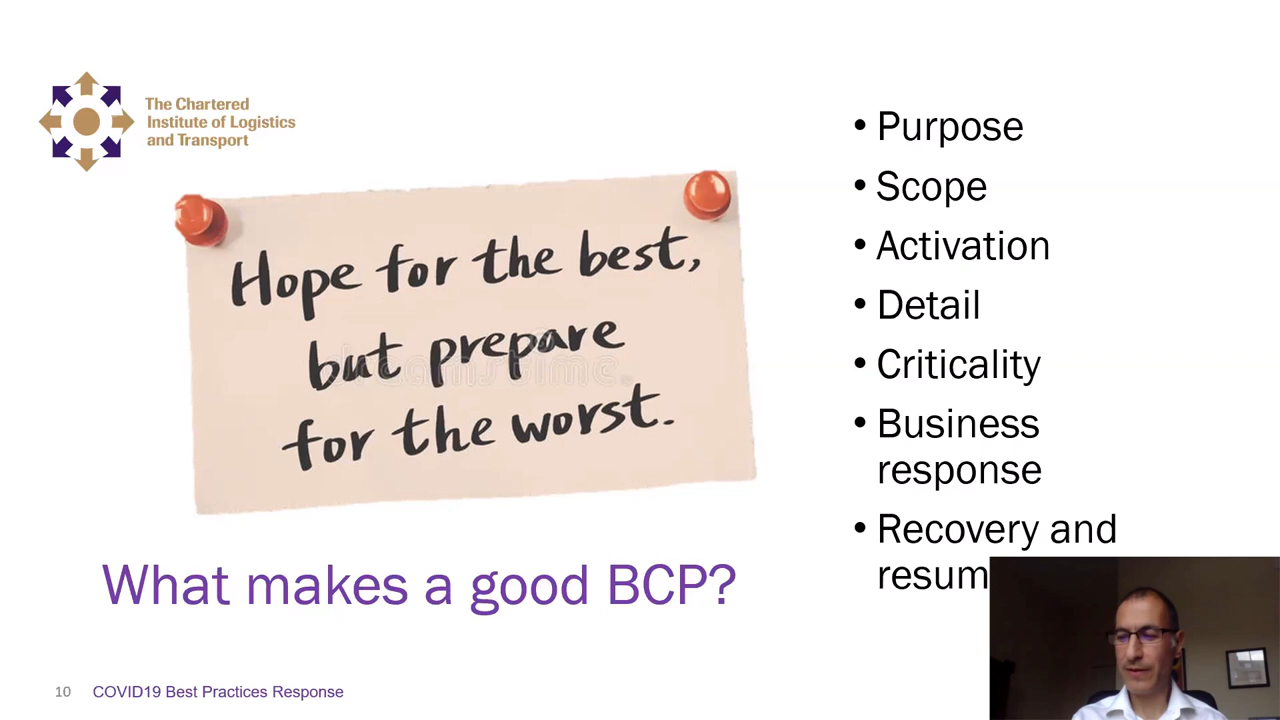 The Chartered
Institute of Logistics
and Transport
Hope for the best,
but prepare
for the worst.
dreamstime.
What makes a good BCP?
• Purpose
• Scope
• Activation
• Detail
• Criticality
• Business
response
• Recovery and
10 COVID19 Best Practices Response